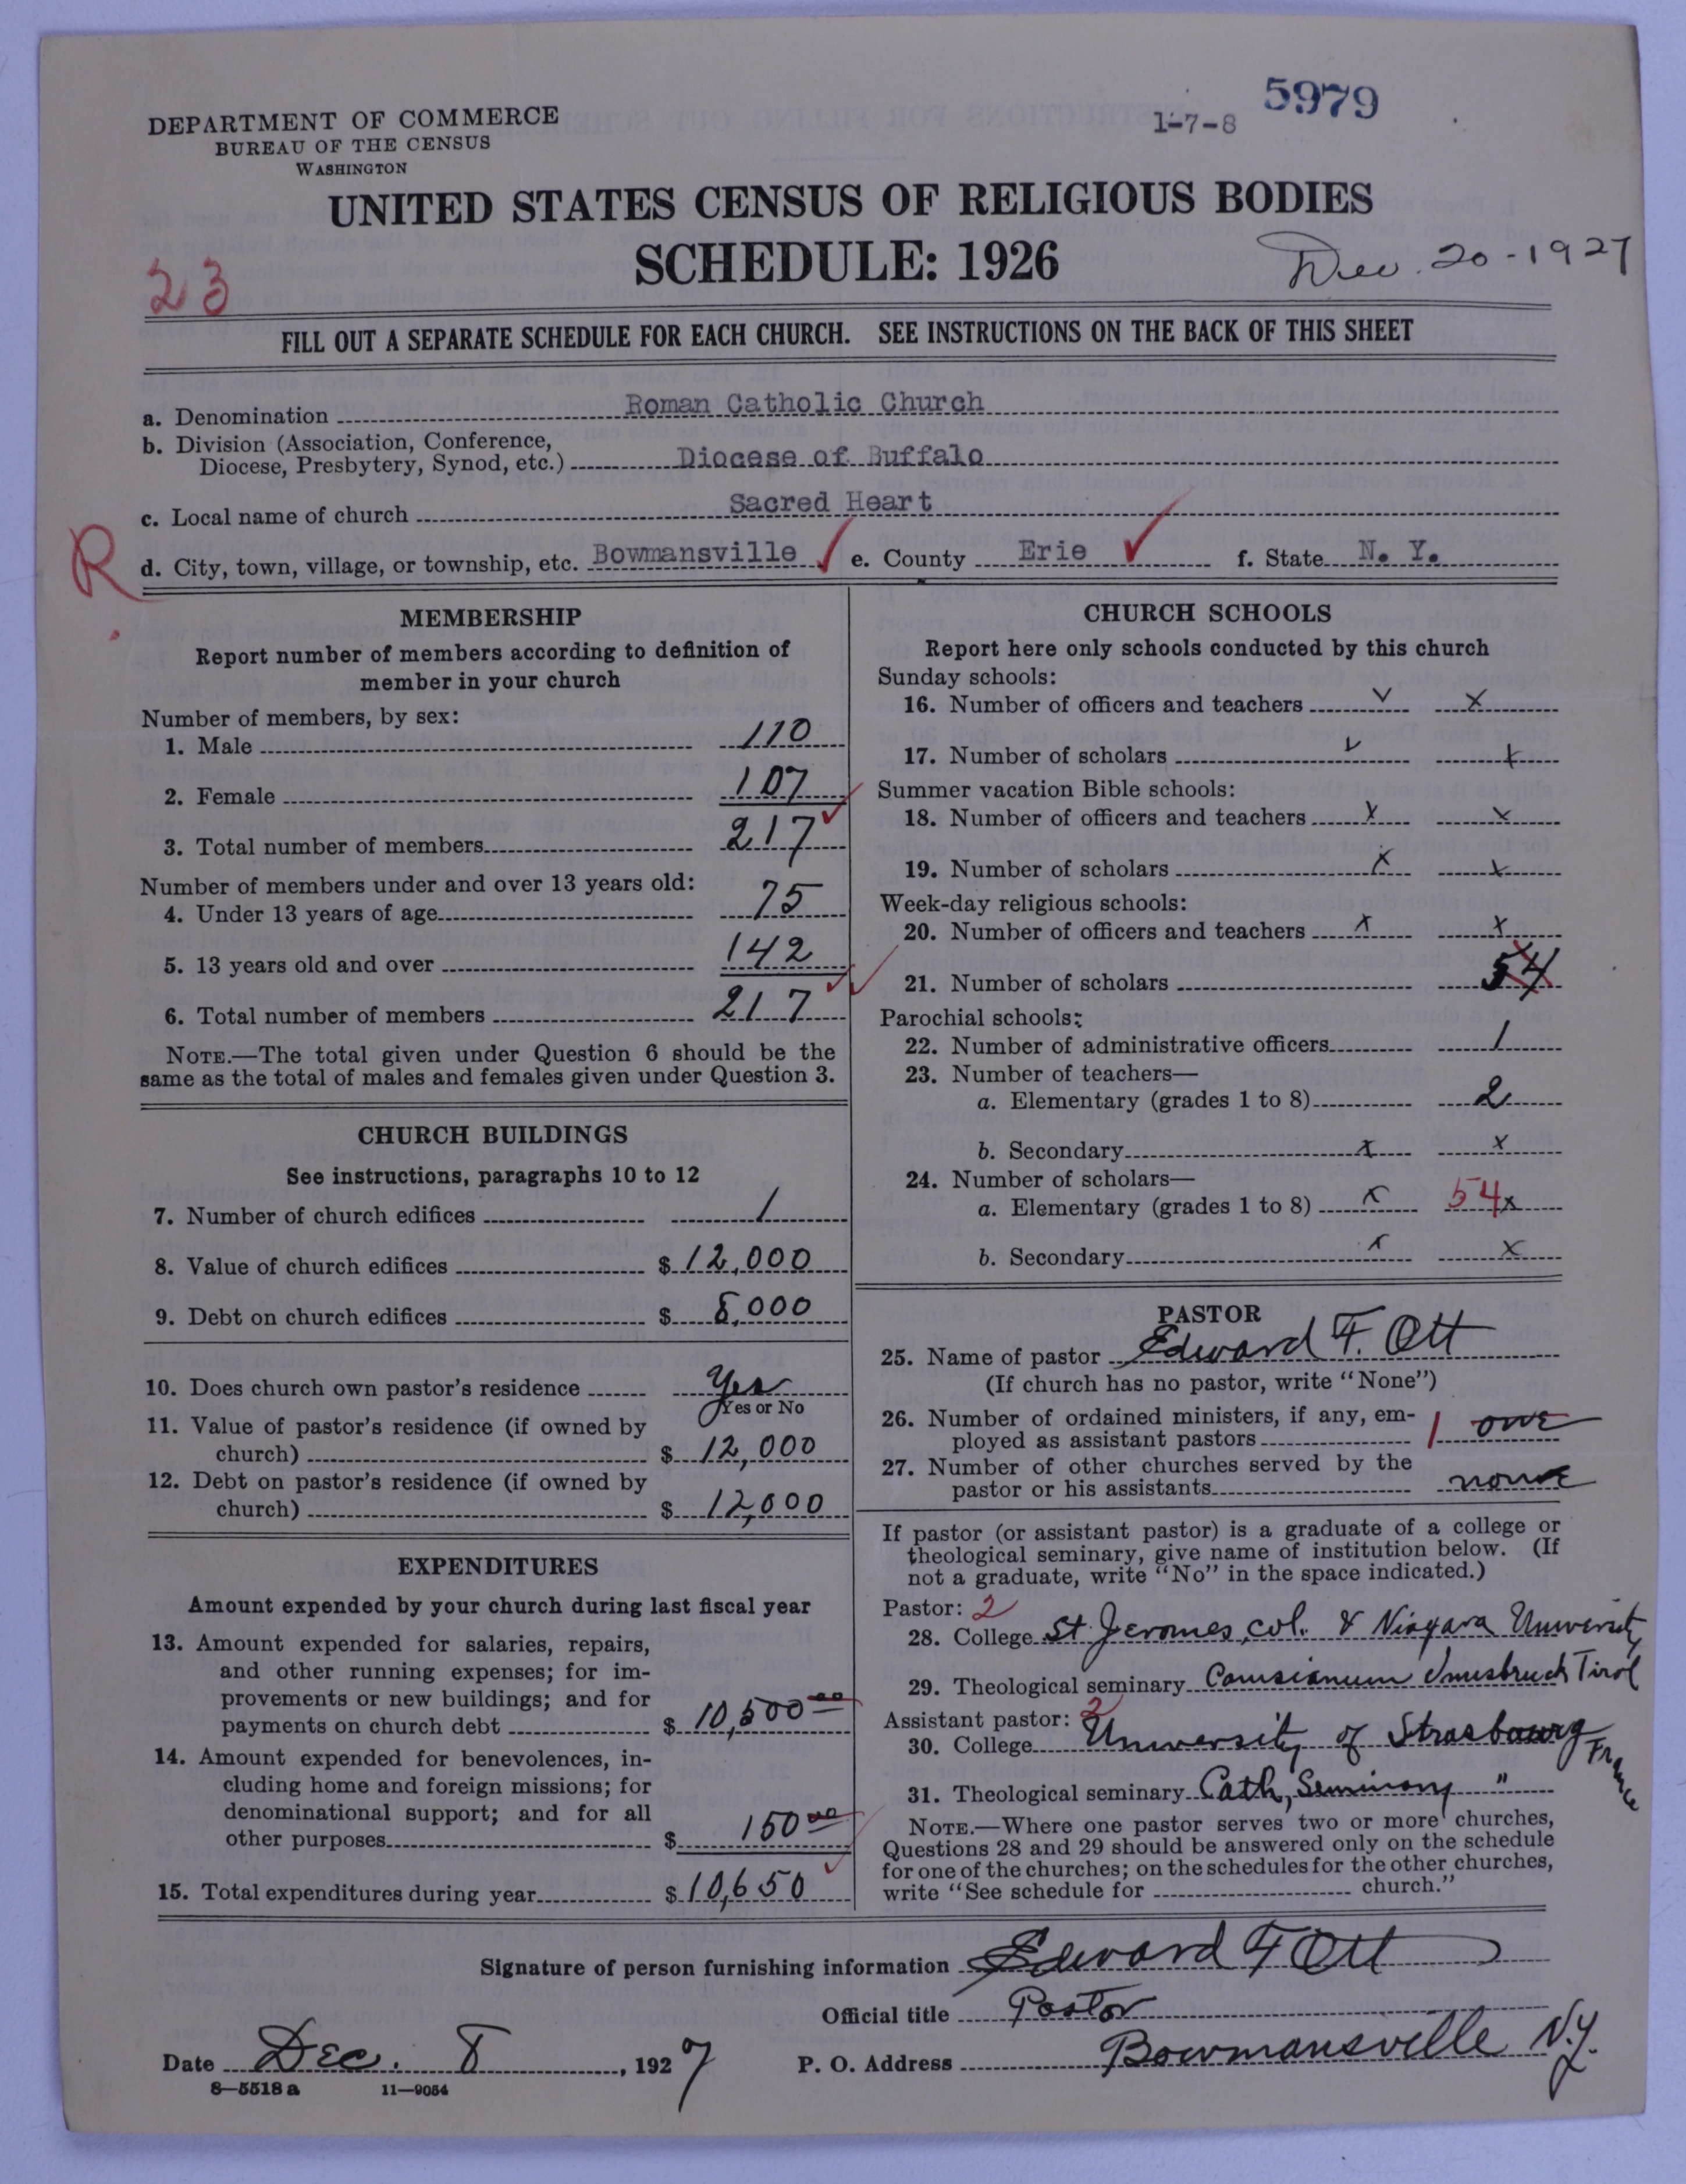 DEPARTMENT OF COMMERCE
BUREAU OF THE CENSUS
WASHINGTON
1-7-8 5979
UNITED STATES CENSUS OF RELIGIOUS BODIES
SCHEDULE: 1926
23
Dec. 20-1927
FILL OUT A SEPARATE SCHEDULE FOR EACH CHURCH. SEE INSTRUCTIONS ON THE BACK OF THIS SHEET
a. Denomination Roman Catholic Church
b. Division (Association, Conference,
Diocese, Presbytery, Synod, etc.) Diocese of Buffalo
c. Local name of church Sacred Heart
R
d. City, town, village, or township, etc. Bowmansville e. County Erie f. State N. Y.
MEMBERSHIP
Report number of members according to definition of
member in your church
Number of members, by sex:
1. Male 110
2. Female 107
3. Total number of members 217
Number of members under and over 13 years old:
4. Under 13 years of age 75
5. 13 years old and over 142
6. Total number of members 217
NOTE.—The total given under Question 6 should be the
same as the total of males and females given under Question 3.
CHURCH BUILDINGS
See instructions, paragraphs 10 to 12
7. Number of church edifices 1
8. Value of church edifices $ 12,000
9. Debt on church edifices $ 8,000
10. Does church own pastor's residence Yes
Yes or No
11. Value of pastor's residence (if owned by
church) $ 12,000
12. Debt on pastor's residence (if owned by
church) $ 12,000
EXPENDITURES
Amount expended by your church during last fiscal year
13. Amount expended for salaries, repairs,
and other running expenses; for im-
provements or new buildings; and for
payments on church debt $ 10,500 00
14. Amount expended for benevolences, in-
cluding home and foreign missions; for
denominational support; and for all
other purposes $ 150 00
15. Total expenditures during year $ 10,650
CHURCH SCHOOLS
Report here only schools conducted by this church
Sunday schools:
16. Number of officers and teachers v x
17. Number of scholars v x
Summer vacation Bible schools:
18. Number of officers and teachers x x
19. Number of scholars x x
Week-day religious schools:
20. Number of officers and teachers x x
21. Number of scholars 54
Parochial schools:
22. Number of administrative officers 1
23. Number of teachers—
a. Elementary (grades 1 to 8) 2
b. Secondary x x
24. Number of scholars—
a. Elementary (grades 1 to 8) x 54 x
b. Secondary x x
PASTOR
25. Name of pastor Edward F. Ott
(If church has no pastor, write "None")
26. Number of ordained ministers, if any, em-
ployed as assistant pastors 1 one
27. Number of other churches served by the
pastor or his assistants none
If pastor (or assistant pastor) is a graduate of a college or
theological seminary, give name of institution below. (If
not a graduate, write "No" in the space indicated.)
Pastor: 2
28. College St Jeromes, col. & Niagara University
29. Theological seminary Innsbruck Tirol
Assistant pastor: 2
30. College University of Strasbourg France
31. Theological seminary Cath, Seminary "
NOTE.—Where one pastor serves two or more churches,
Questions 28 and 29 should be answered only on the schedule
for one of the churches; on the schedules for the other churches,
write "See schedule for church."
Signature of person furnishing information Edward F Ott
Official title Pastor
Date Dec. 8, 1927 P. O. Address Bowmansville N.Y.
8—5518 a 11—9054